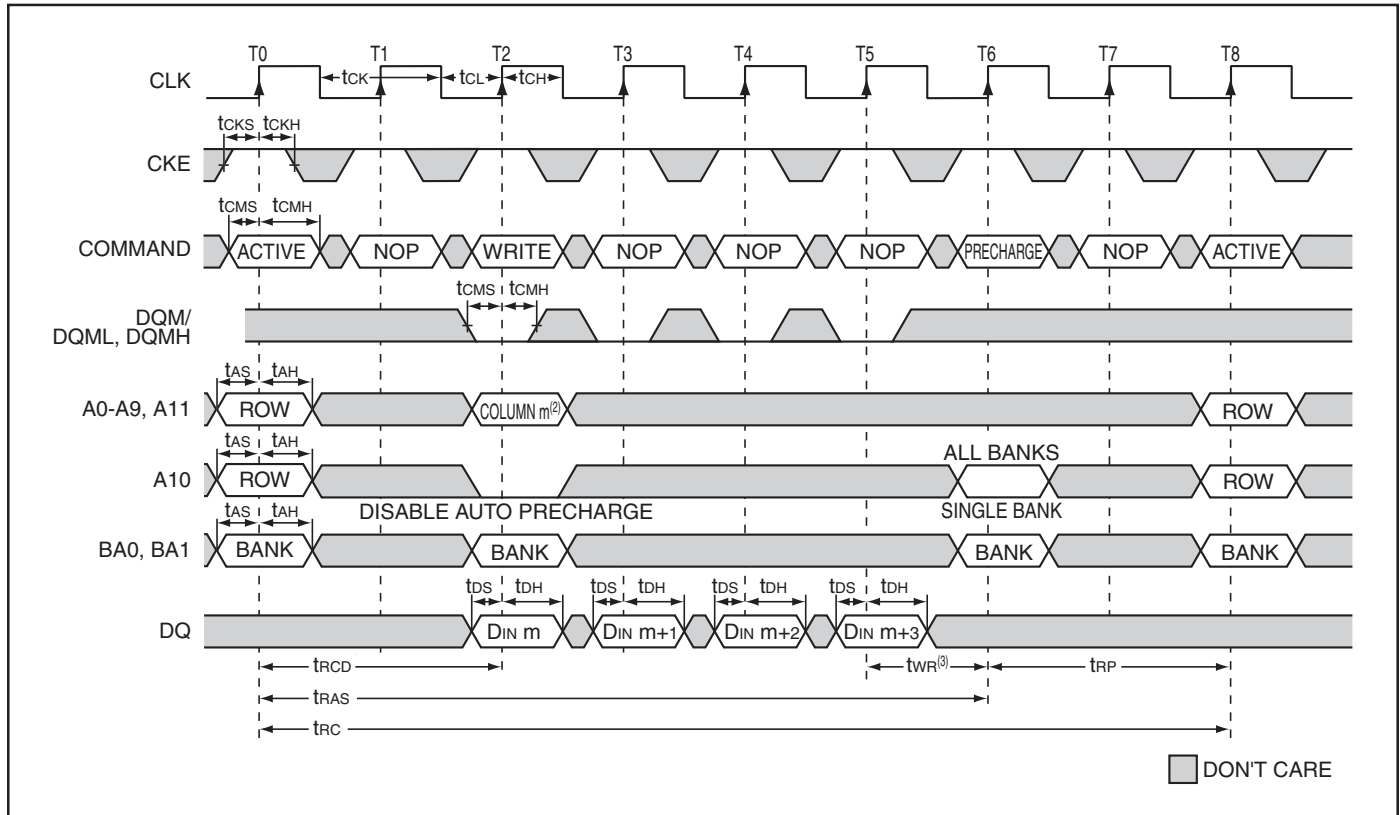 T0 T1 T2 T3 T4 T5 T6 T7 T8
CLK
tCK tCL tCH
tCKS tCKH
CKE
tCMS tCMH
COMMAND ACTIVE NOP WRITE NOP NOP NOP PRECHARGE NOP ACTIVE
tCMS tCMH
DQM/
DQML, DQMH
tAS tAH
A0-A9, A11 ROW COLUMN m(2) ROW
tAS tAH ALL BANKS
A10 ROW ROW
DISABLE AUTO PRECHARGE SINGLE BANK
tAS tAH
BA0, BA1 BANK BANK BANK BANK
tDS tDH tDS tDH tDS tDH tDS tDH
DQ DIN m DIN m+1 DIN m+2 DIN m+3
tRCD tWR(3) tRP
tRAS
tRC
DON'T CARE